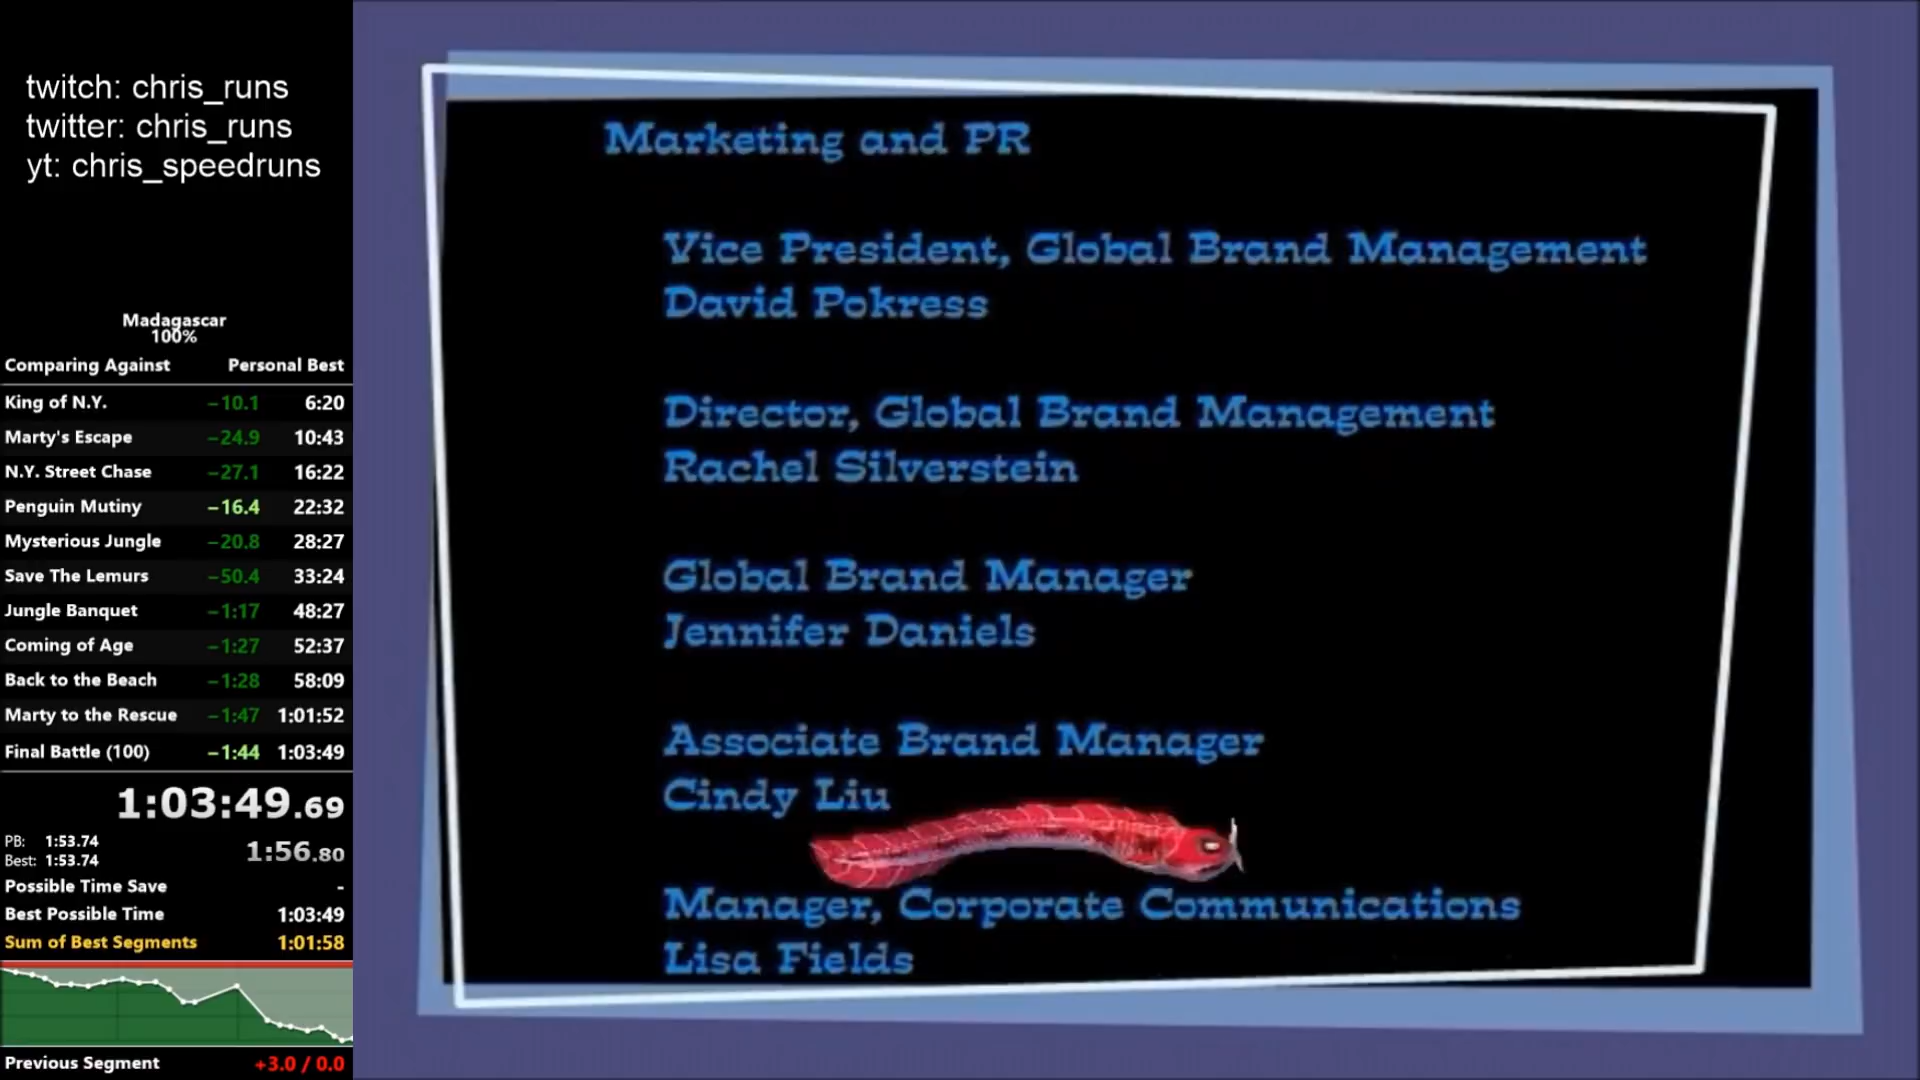 twitch: chris_runs
twitter: chris_runs
yt: chris_speedruns
Madagascar
100%
Comparing Against Personal Best
King of N.Y. −10.1 6:20
Marty's Escape −24.9 10:43
N.Y. Street Chase −27.1 16:22
Penguin Mutiny −16.4 22:32
Mysterious Jungle −20.8 28:27
Save The Lemurs −50.4 33:24
Jungle Banquet −1:17 48:27
Coming of Age −1:27 52:37
Back to the Beach −1:28 58:09
Marty to the Rescue −1:47 1:01:52
Final Battle (100) −1:44 1:03:49
1:03:49.69
PB: 1:53.74
Best: 1:53.74
1:56.80
Possible Time Save -
Best Possible Time 1:03:49
Sum of Best Segments 1:01:58
Previous Segment +3.0 / 0.0
Marketing and PR
Vice President, Global Brand Management
David Pokress
Director, Global Brand Management
Rachel Silverstein
Global Brand Manager
Jennifer Daniels
Associate Brand Manager
Cindy Liu
Manager, Corporate Communications
Lisa Fields